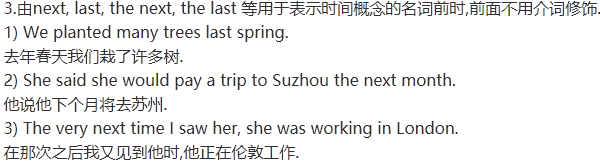 3.由next, last, the next, the last 等用于表示时间概念的名词前时,前面不用介词修饰.
1) We planted many trees last spring.
去年春天我们栽了许多树.
2) She said she would pay a trip to Suzhou the next month.
他说他下个月将去苏州.
3) The very next time I saw her, she was working in London.
在那次之后我又见到他时,他正在伦敦工作.